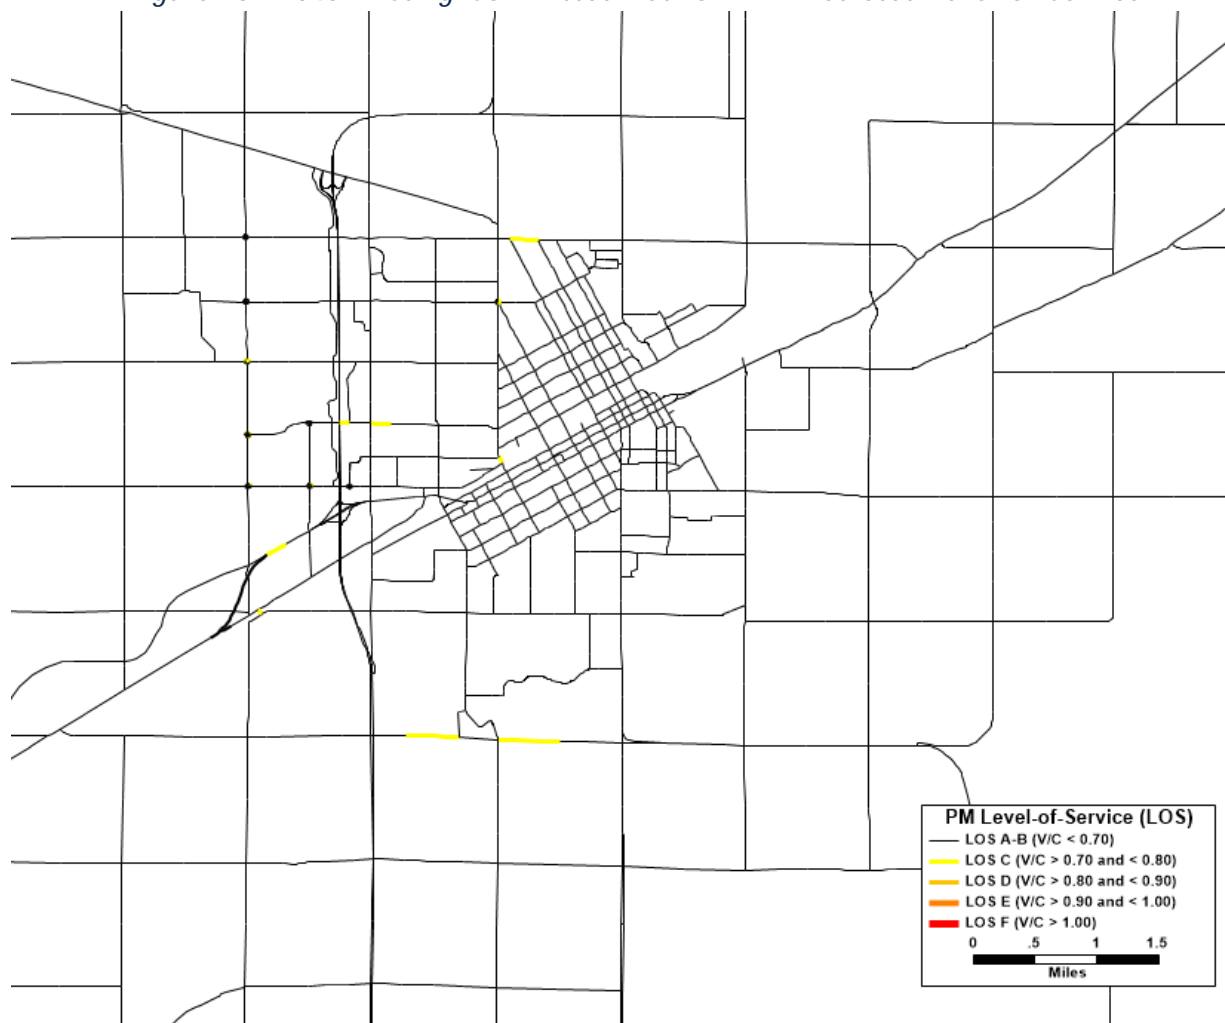 PM Level-of-Service (LOS)
LOS A-B (V/C < 0.70)
LOS C (V/C > 0.70 and < 0.80)
LOS D (V/C > 0.80 and < 0.90)
LOS E (V/C > 0.90 and < 1.00)
LOS F (V/C > 1.00)
0 .5 1 1.5
Miles